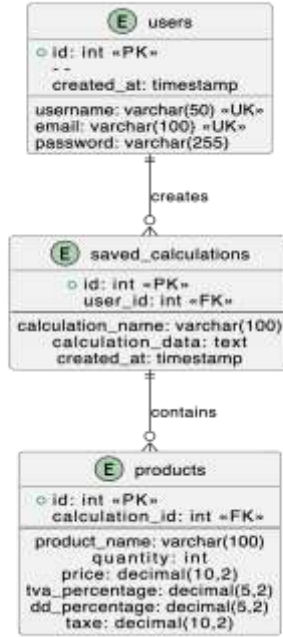 E users
id: int «PK»
--
created_at: timestamp
username: varchar(50) «UK»
email: varchar(100) «UK»
password: varchar(255)
creates
E saved_calculations
id: int «PK»
user_id: int «FK»
calculation_name: varchar(100)
calculation_data: text
created_at: timestamp
contains
E products
id: int «PK»
calculation_id: int «FK»
product_name: varchar(100)
quantity: int
price: decimal(10,2)
tva_percentage: decimal(5,2)
dd_percentage: decimal(5,2)
taxe: decimal(10,2)